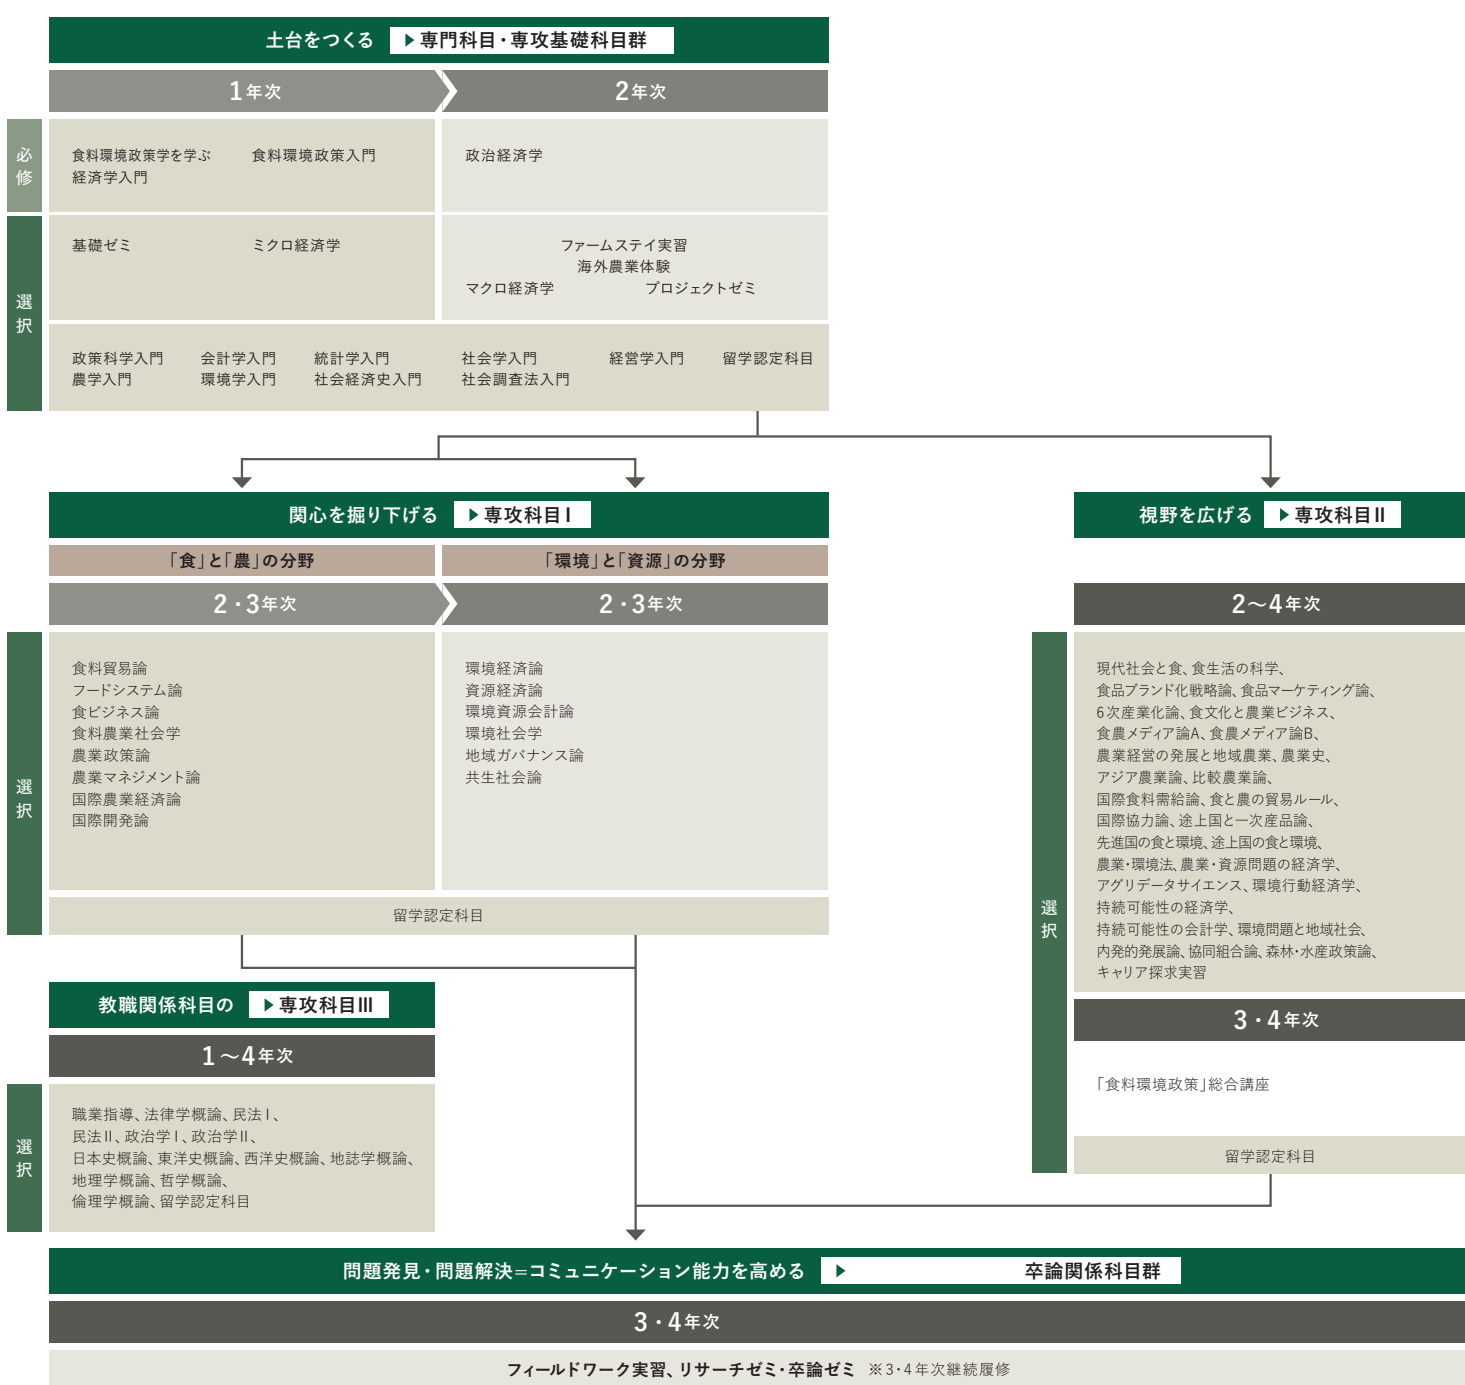 土台をつくる ▶専門科目・専攻基礎科目群
1年次
2年次
必修
食料環境政策学を学ぶ 食料環境政策入門
経済学入門
政治経済学
選択
基礎ゼミ ミクロ経済学
ファームステイ実習
海外農業体験
マクロ経済学 プロジェクトゼミ
政策科学入門 会計学入門 統計学入門 社会学入門 経営学入門 留学認定科目
農学入門 環境学入門 社会経済史入門 社会調査法入門
関心を掘り下げる ▶専攻科目Ⅰ
「食」と「農」の分野
「環境」と「資源」の分野
2・3年次
2・3年次
選択
食料貿易論
フードシステム論
食ビジネス論
食料農業社会学
農業政策論
農業マネジメント論
国際農業経済論
国際開発論
環境経済論
資源経済論
環境資源会計論
環境社会学
地域ガバナンス論
共生社会論
留学認定科目
視野を広げる ▶専攻科目Ⅱ
2〜4年次
選択
現代社会と食、食生活の科学、
食品ブランド化戦略論、食品マーケティング論、
6次産業化論、食文化と農業ビジネス、
食農メディア論A、食農メディア論B、
農業経営の発展と地域農業、農業史、
アジア農業論、比較農業論、
国際食料需給論、食と農の貿易ルール、
国際協力論、途上国と一次産品論、
先進国の食と環境、途上国の食と環境、
農業・環境法、農業・資源問題の経済学、
アグリデータサイエンス、環境行動経済学、
持続可能性の経済学、
持続可能性の会計学、環境問題と地域社会、
内発的発展論、協同組合論、森林・水産政策論、
キャリア探求実習
3・4年次
「食料環境政策」総合講座
留学認定科目
教職関係科目の ▶専攻科目Ⅲ
1〜4年次
選択
職業指導、法律学概論、民法Ⅰ、
民法Ⅱ、政治学Ⅰ、政治学Ⅱ、
日本史概論、東洋史概論、西洋史概論、地誌学概論、
地理学概論、哲学概論、
倫理学概論、留学認定科目
問題発見・問題解決=コミュニケーション能力を高める ▶ 卒論関係科目群
3・4年次
フィールドワーク実習、リサーチゼミ・卒論ゼミ ※3・4年次継続履修